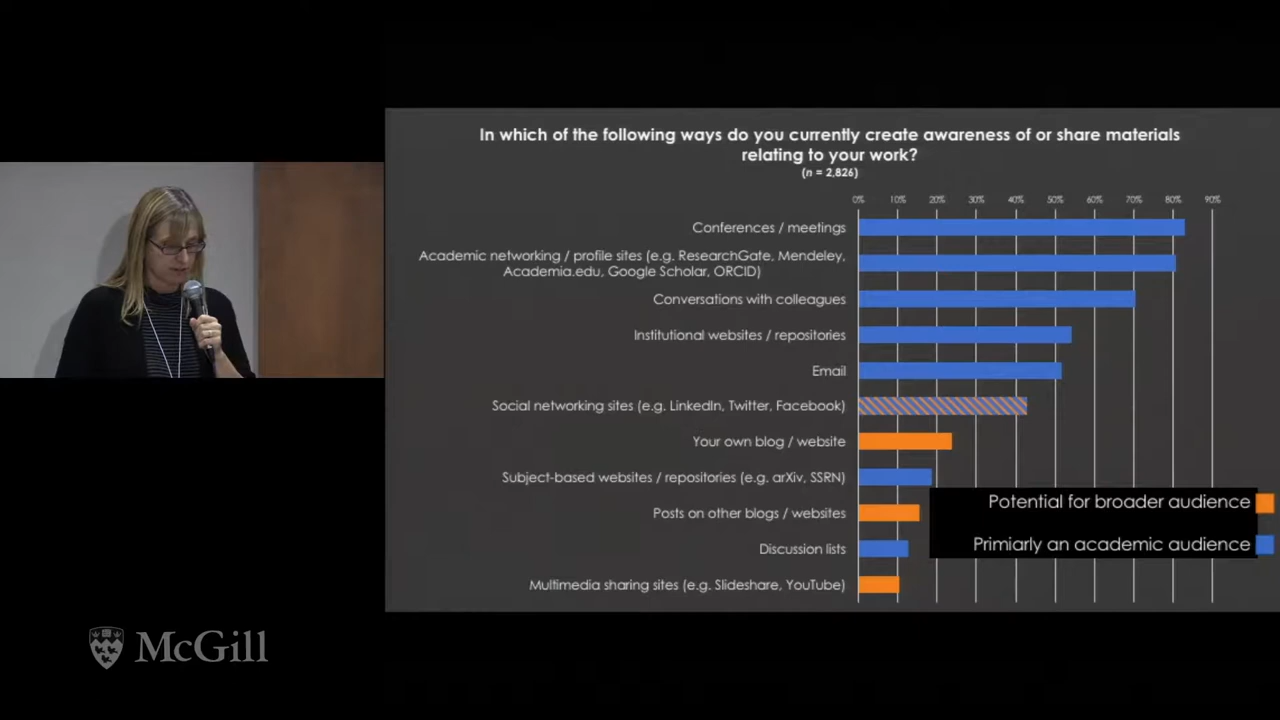 In which of the following ways do you currently create awareness of or share materials
relating to your work?
(n = 2,826)
0% 10% 20% 30% 40% 50% 60% 70% 80% 90%
Conferences / meetings
Academic networking / profile sites (e.g. ResearchGate, Mendeley,
Academia.edu, Google Scholar, ORCID)
Conversations with colleagues
Institutional websites / repositories
Email
Social networking sites (e.g. LinkedIn, Twitter, Facebook)
Your own blog / website
Subject-based websites / repositories (e.g. arXiv, SSRN)
Posts on other blogs / websites
Discussion lists
Multimedia sharing sites (e.g. Slideshare, YouTube)
Potential for broader audience
Primiarly an academic audience
McGill